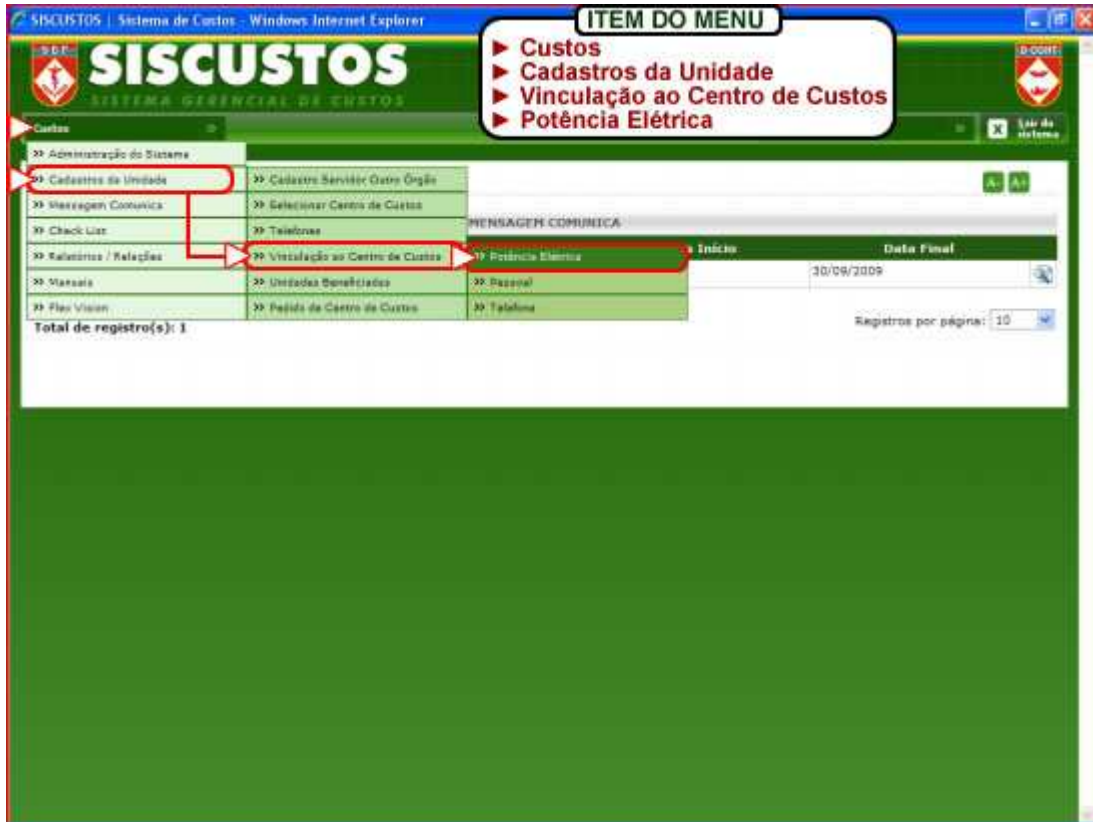 SISCUSTOS | Sistema de Custos - Windows Internet Explorer
ITEM DO MENU
► Custos
► Cadastros da Unidade
► Vinculação ao Centro de Custos
► Potência Elétrica
SEF
SISCUSTOS
SISTEMA GERENCIAL DE CUSTOS
D CONT
Custos
X
Sair do sistema
» Administração do Sistema
» Cadastros da Unidade
» Mensagem Comunica
» Check List
» Relatórios / Relações
» Manuais
» Flex Vision
» Cadastro Servidor Outro Órgão
» Selecionar Centro de Custos
» Telefones
» Vinculação ao Centro de Custos
» Unidades Beneficiadas
» Pedido de Centro de Custos
» Potência Elétrica
» Pessoal
» Telefone
A- A+
MENSAGEM COMUNICA
Início
Data Final
30/09/2009
Total de registro(s): 1
Registros por página: 10